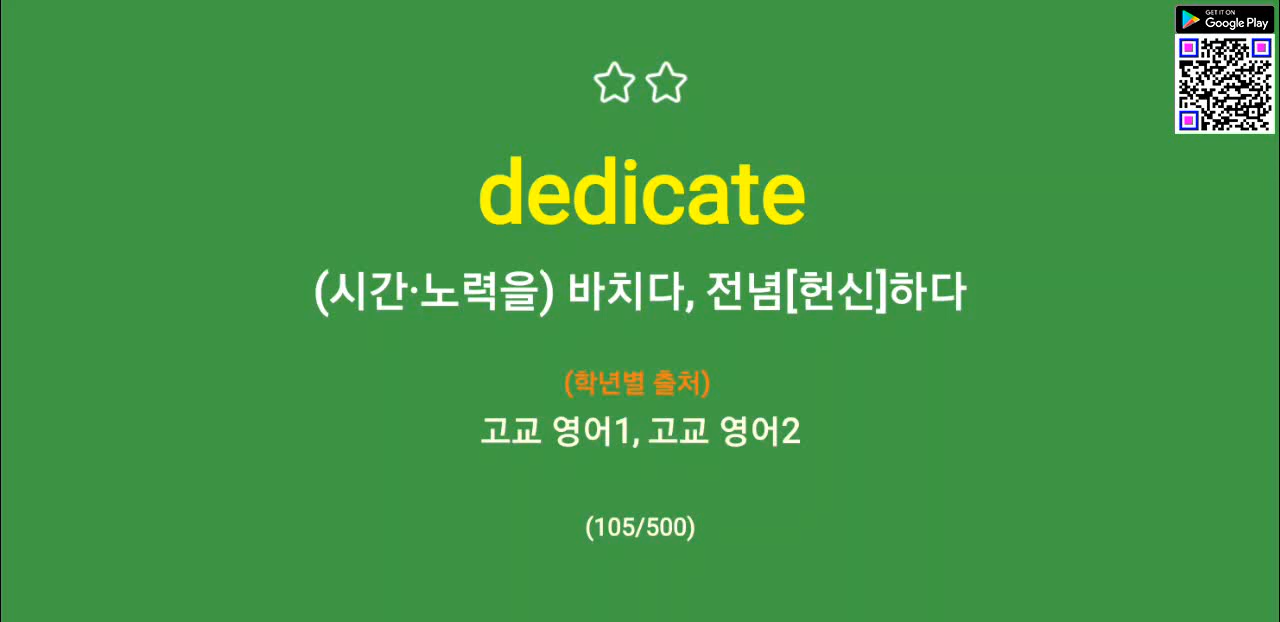 GET IT ON
Google Play
dedicate
(시간·노력을) 바치다, 전념[헌신]하다
(학년별 출처)
고교 영어1, 고교 영어2
(105/500)